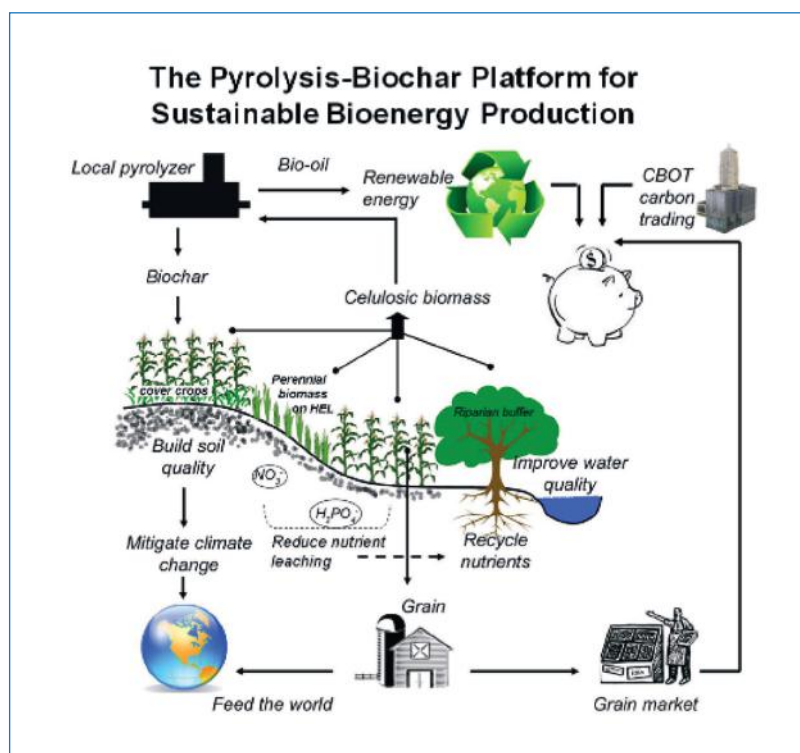 The Pyrolysis-Biochar Platform for
Sustainable Bioenergy Production
Local pyrolyzer
Bio-oil
Renewable
energy
CBOT
carbon
trading
$
Biochar
Celulosic biomass
cover crops
Perennial
biomass
on HEL
Riparian buffer
Build soil
quality
NO₃⁻
H₂PO₄⁻
Improve water
quality
Reduce nutrient
leaching
Recycle
nutrients
Mitigate climate
change
Grain
Feed the world
Grain market